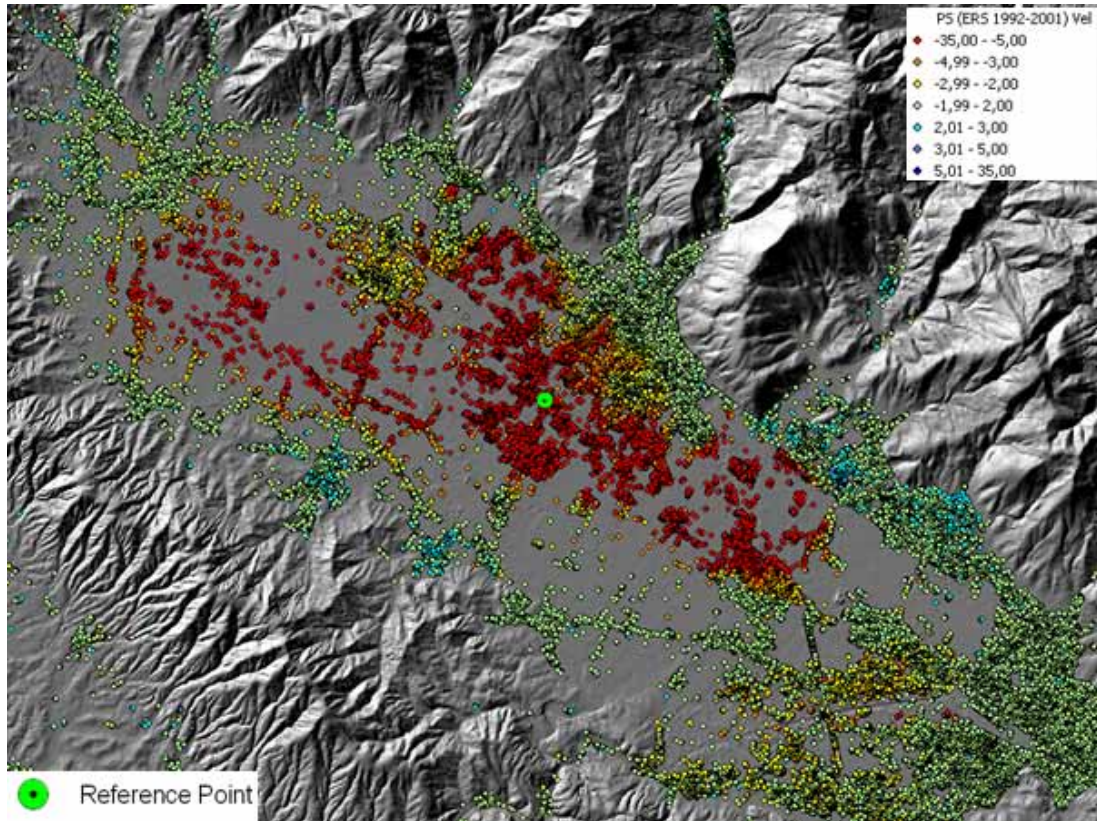 PS (ERS 1992-2001) Vel
-35,00 - -5,00
-4,99 - -3,00
-2,99 - -2,00
-1,99 - 2,00
2,01 - 3,00
3,01 - 5,00
5,01 - 35,00
Reference Point